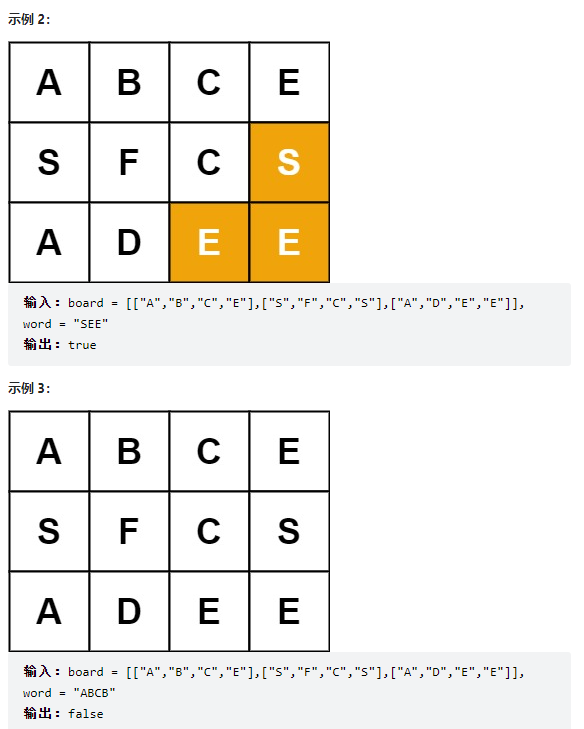 示例 2：
A B C E
S F C S
A D E E
输入：board = [["A","B","C","E"],["S","F","C","S"],["A","D","E","E"]],
word = "SEE"
输出：true
示例 3：
A B C E
S F C S
A D E E
输入：board = [["A","B","C","E"],["S","F","C","S"],["A","D","E","E"]],
word = "ABCB"
输出：false